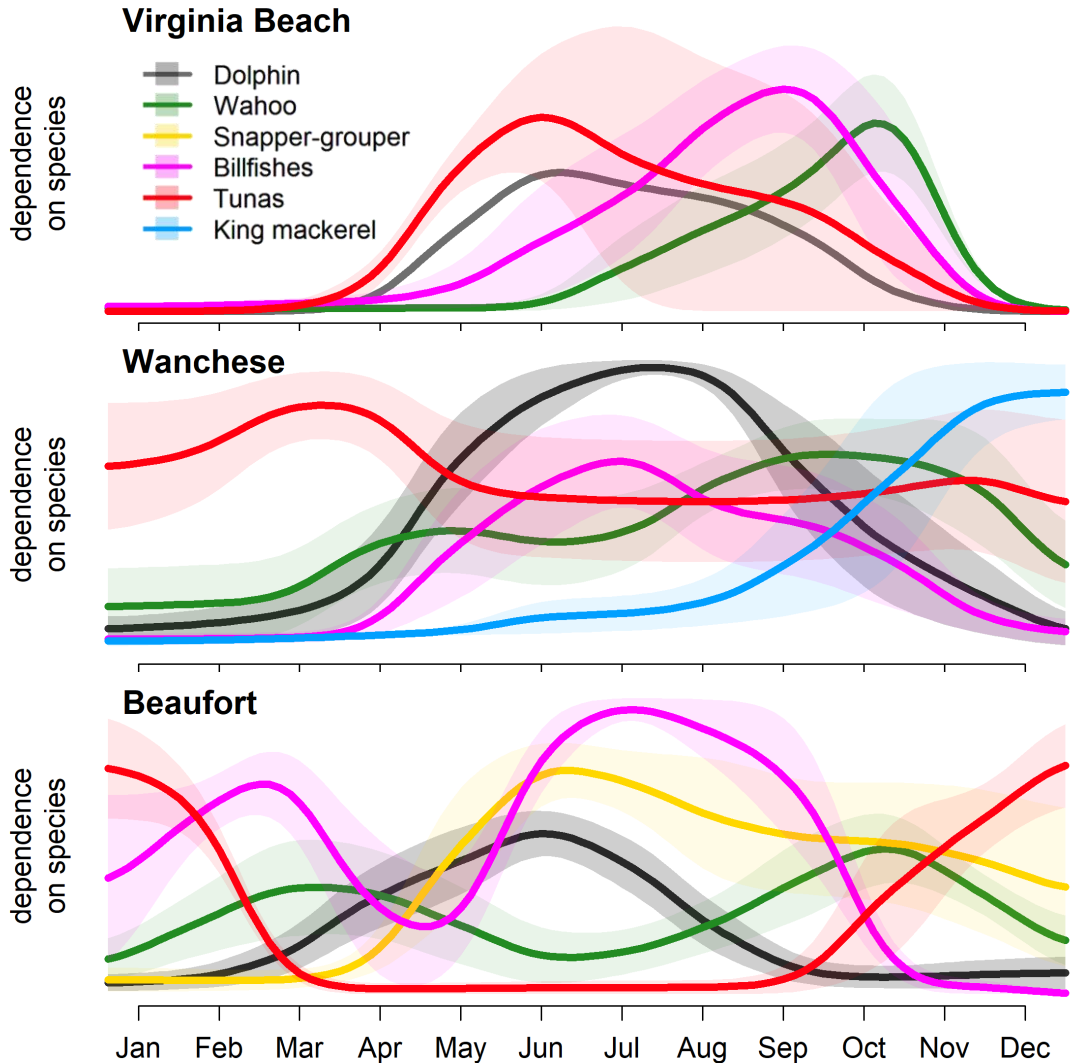 Virginia Beach
dependence
on species
Dolphin
Wahoo
Snapper-grouper
Billfishes
Tunas
King mackerel
Wanchese
dependence
on species
Beaufort
dependence
on species
Jan Feb Mar Apr May Jun Jul Aug Sep Oct Nov Dec